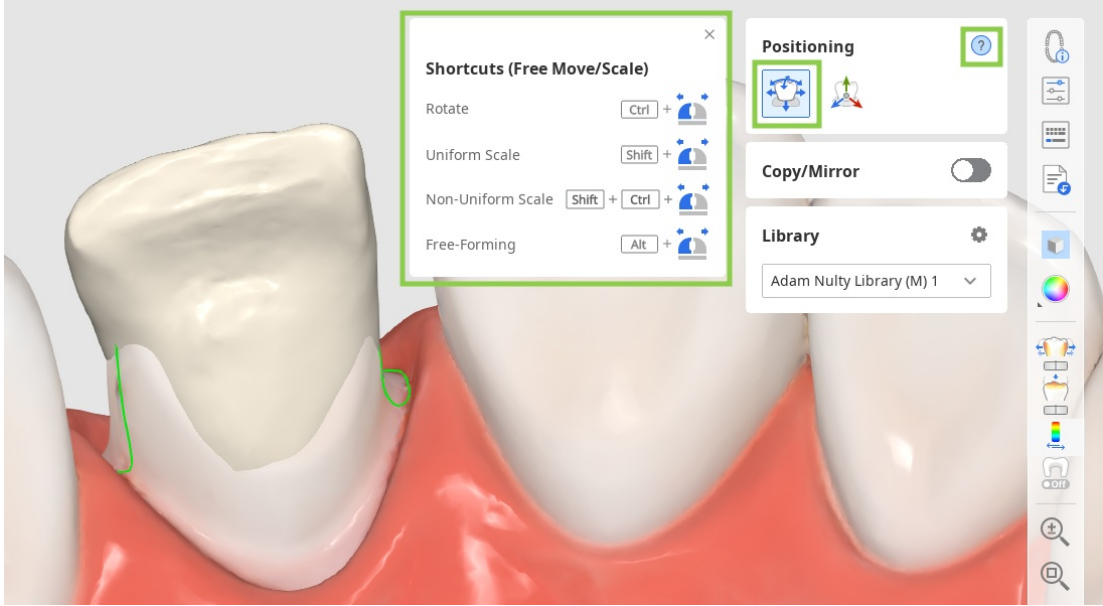 Shortcuts (Free Move/Scale)
Rotate Ctrl +
Uniform Scale Shift +
Non-Uniform Scale Shift + Ctrl +
Free-Forming Alt +
Positioning ?
Copy/Mirror
Library
Adam Nulty Library (M) 1
Off